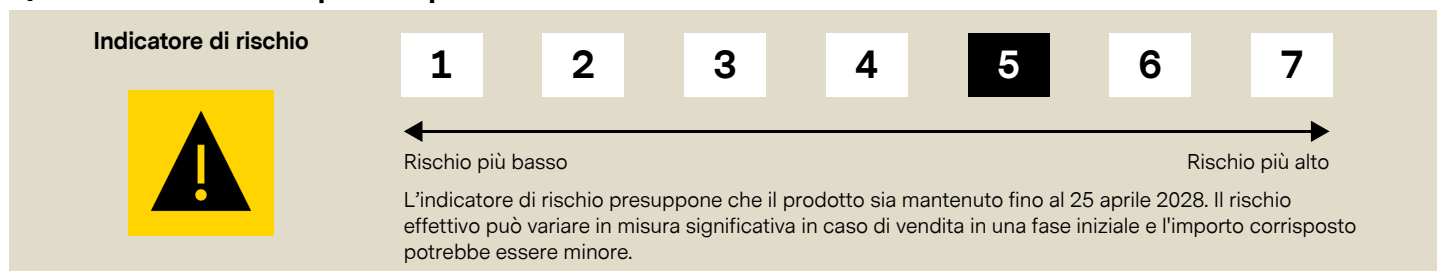 Indicatore di rischio
1 2 3 4 5 6 7
Rischio più basso Rischio più alto
L'indicatore di rischio presuppone che il prodotto sia mantenuto fino al 25 aprile 2028. Il rischio
effettivo può variare in misura significativa in caso di vendita in una fase iniziale e l'importo corrisposto
potrebbe essere minore.